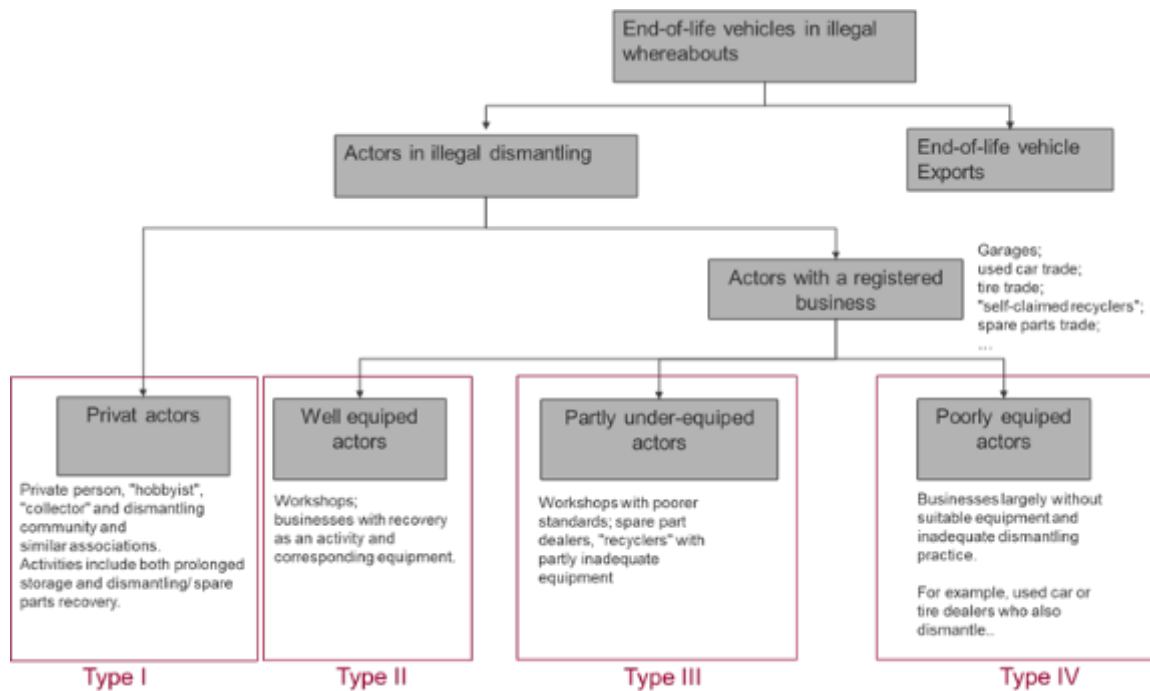 End-of-life vehicles in illegal
whereabouts
Actors in illegal dismantling
End-of-life vehicle
Exports
Actors with a registered
business
Garages;
used car trade;
tire trade;
"self-claimed recyclers";
spare parts trade;
...
Privat actors
Private person, "hobbyist",
"collector" and dismantling
community and
similar associations.
Activities include both prolonged
storage and dismantling/ spare
parts recovery.
Type I
Well equiped
actors
Workshops;
businesses with recovery
as an activity and
corresponding equipment.
Type II
Partly under-equiped
actors
Workshops with poorer
standards; spare part
dealers, "recyclers" with
partly inadequate
equipment
Type III
Poorly equiped
actors
Businesses largely without
suitable equipment and
inadequate dismantling
practice.
For example, used car or
tire dealers who also
dismantle..
Type IV